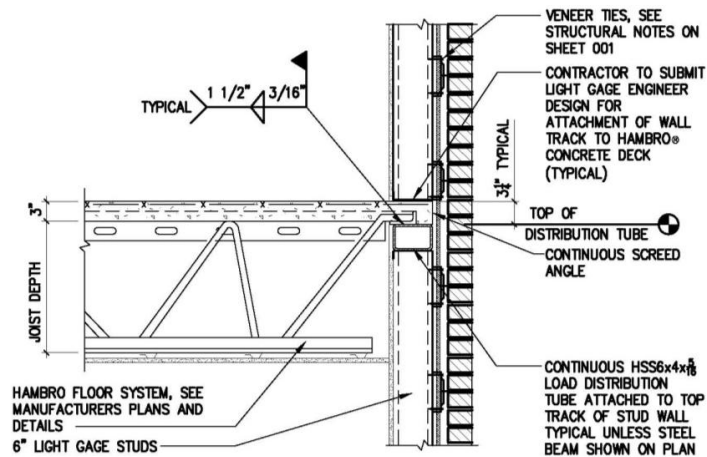 VENEER TIES, SEE
STRUCTURAL NOTES ON
SHEET 001
CONTRACTOR TO SUBMIT
LIGHT GAGE ENGINEER
DESIGN FOR
ATTACHMENT OF WALL
TRACK TO HAMBRO®
CONCRETE DECK
(TYPICAL)
1 1/2" 3/16"
TYPICAL
3 1/4" TYPICAL
3"
TOP OF
DISTRIBUTION TUBE
CONTINUOUS SCREED
ANGLE
JOIST DEPTH
CONTINUOUS HSS6x4x5/16
LOAD DISTRIBUTION
TUBE ATTACHED TO TOP
TRACK OF STUD WALL
TYPICAL UNLESS STEEL
BEAM SHOWN ON PLAN
HAMBRO FLOOR SYSTEM, SEE
MANUFACTURERS PLANS AND
DETAILS
6" LIGHT GAGE STUDS